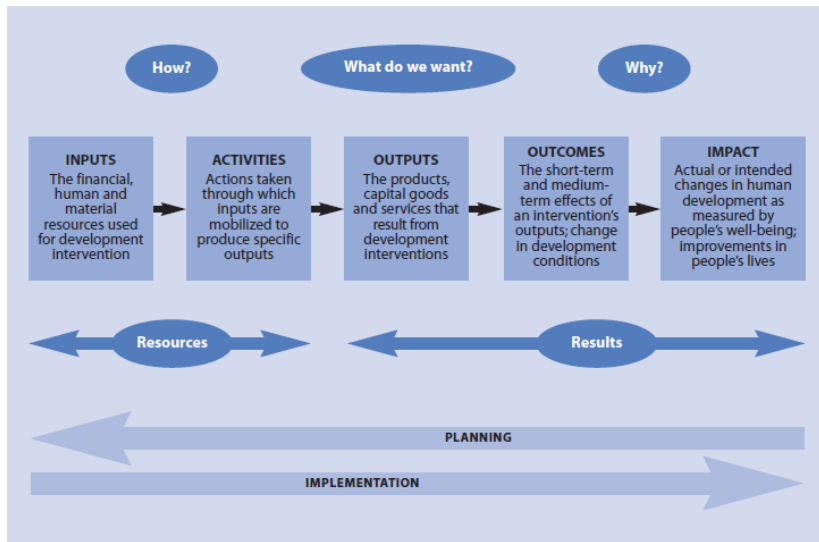 How?
What do we want?
Why?
INPUTS
The financial,
human and
material
resources used
for development
intervention
ACTIVITIES
Actions taken
through which
inputs are
mobilized to
produce specific
outputs
OUTPUTS
The products,
capital goods
and services that
result from
development
interventions
OUTCOMES
The short-term
and medium-
term effects of
an intervention's
outputs; change
in development
conditions
IMPACT
Actual or intended
changes in human
development as
measured by
people's well-being;
improvements in
people's lives
Resources
Results
PLANNING
IMPLEMENTATION